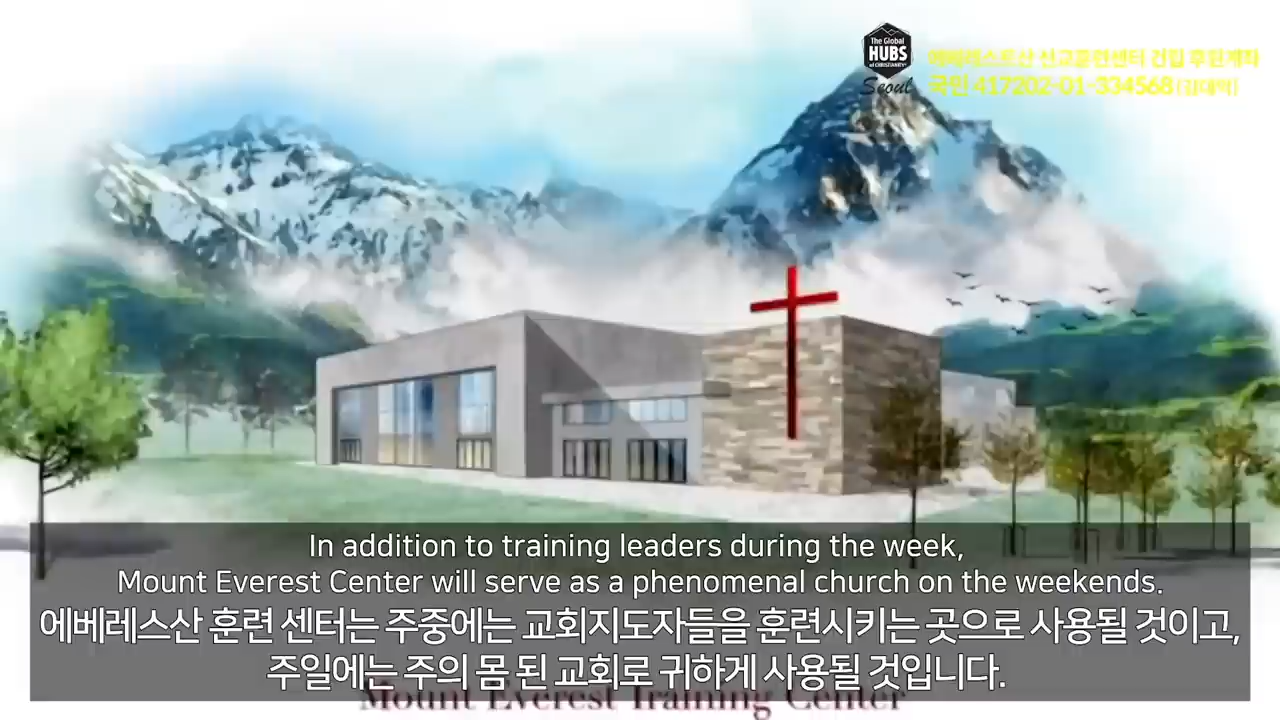 The Global
HUBS
of CHRISTIANITY
Seoul
에베레스트산 선교훈련센터 건립 후원계좌
국민 417202-01-334568 (김대학)
In addition to training leaders during the week,
Mount Everest Center will serve as a phenomenal church on the weekends.
에베레스산 훈련 센터는 주중에는 교회지도자들을 훈련시키는 곳으로 사용될 것이고,
주일에는 주의 몸 된 교회로 귀하게 사용될 것입니다.
Mount Everest Training Center